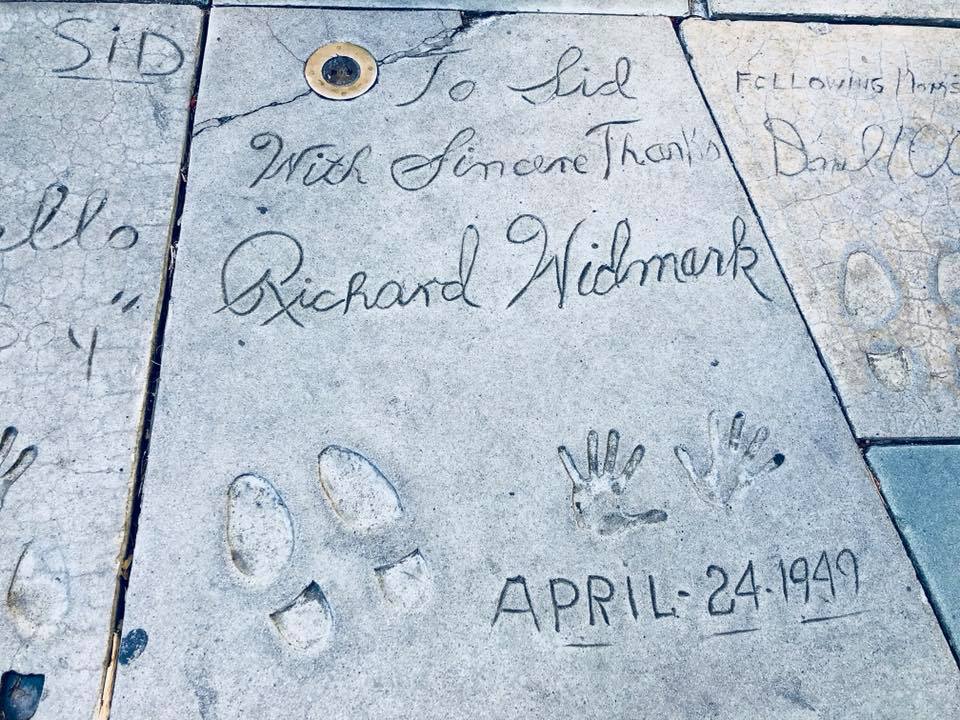 SID
To Sid
With Sincere Thanks
Richard Widmark
APRIL-24-1949
FOLLOWING